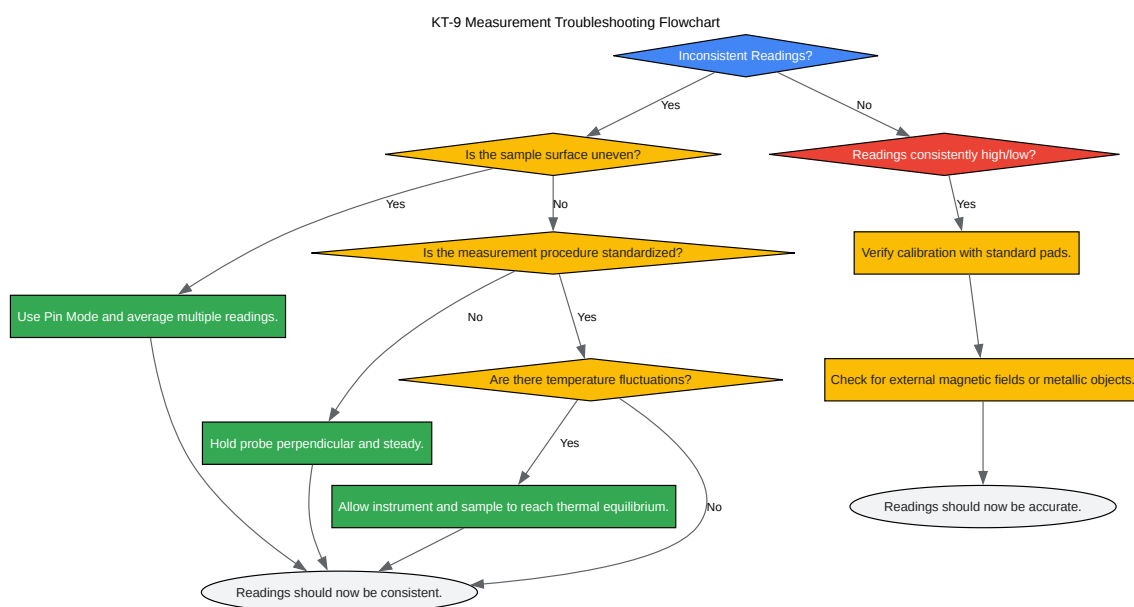 KT-9 Measurement Troubleshooting Flowchart
Inconsistent Readings?
Yes
No
Is the sample surface uneven?
Readings consistently high/low?
Yes
No
Yes
Is the measurement procedure standardized?
Verify calibration with standard pads.
Use Pin Mode and average multiple readings.
No
Yes
Are there temperature fluctuations?
Check for external magnetic fields or metallic objects.
Hold probe perpendicular and steady.
Yes
No
Allow instrument and sample to reach thermal equilibrium.
Readings should now be accurate.
Readings should now be consistent.